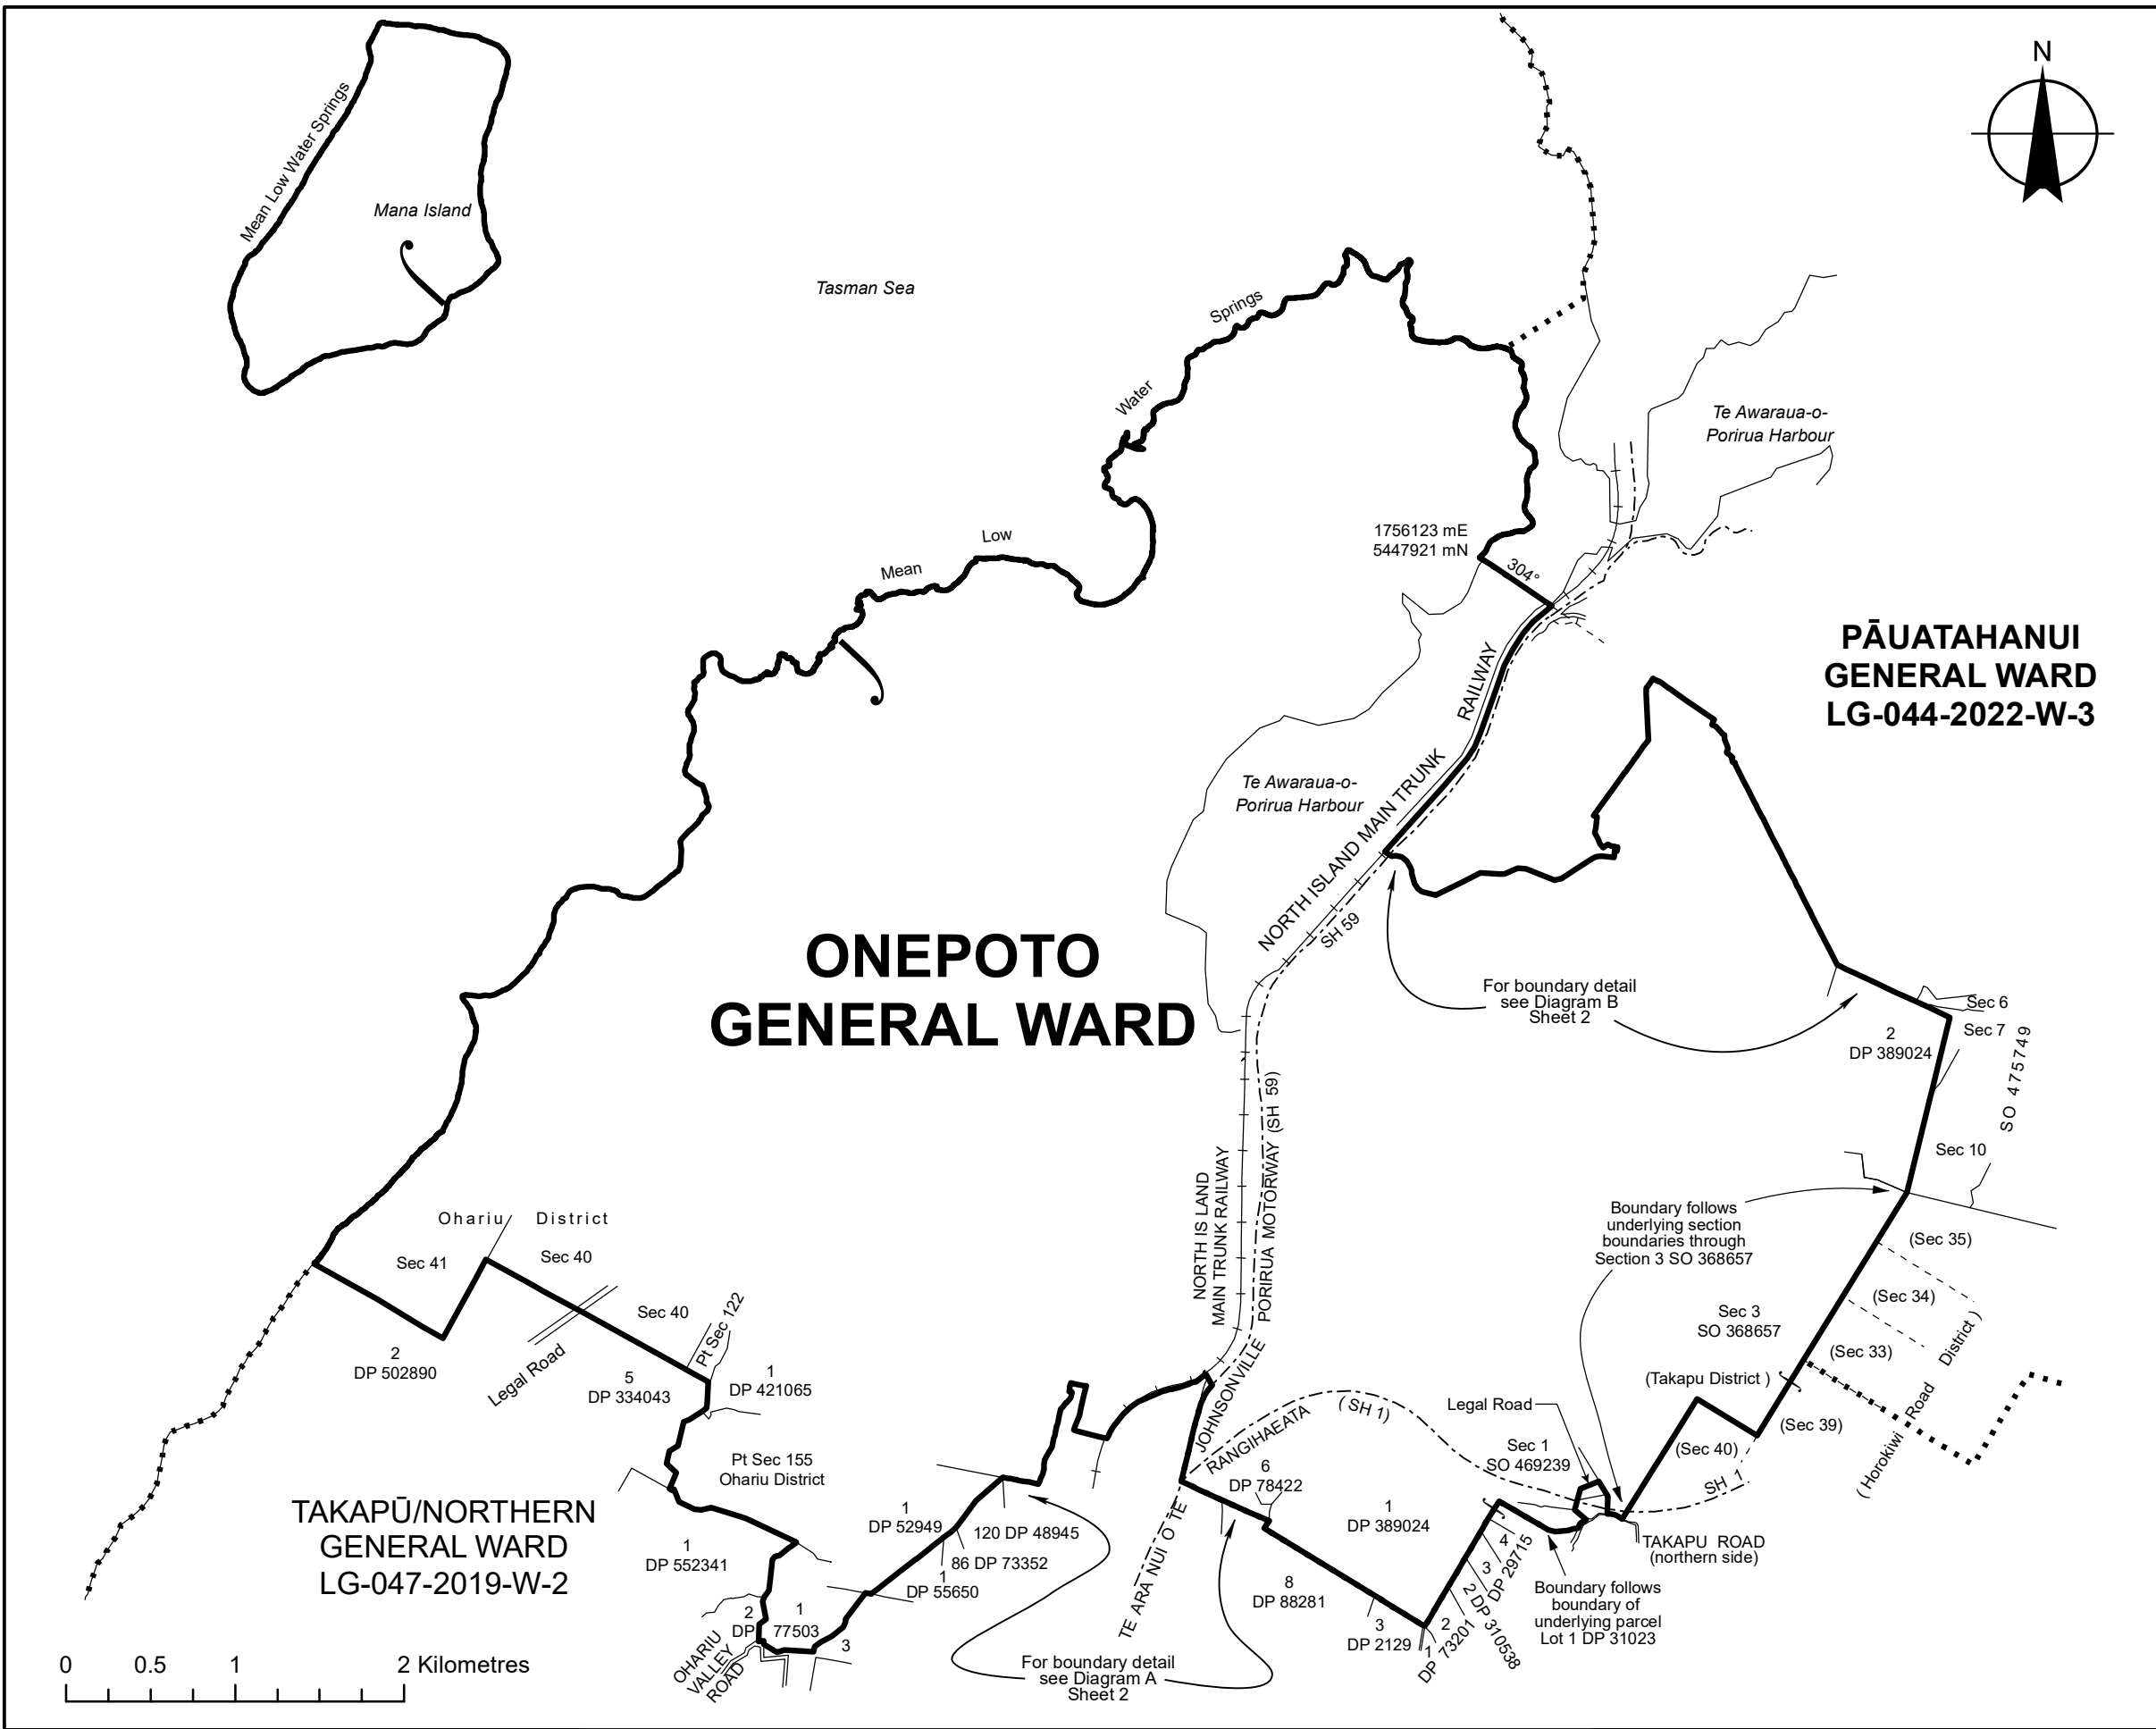 N
Mean Low Water Springs
Mana Island
Tasman Sea
Springs
Water
Low
Mean
Te Awaraua-o-
Porirua Harbour
1756123 mE
5447921 mN
304°
PĀUATAHANUI
GENERAL WARD
LG-044-2022-W-3
RAILWAY
NORTH ISLAND MAIN TRUNK
SH 59
Te Awaraua-o-
Porirua Harbour
ONEPOTO
GENERAL WARD
For boundary detail
see Diagram B
Sheet 2
Sec 6
Sec 7
2
DP 389024
SO 475749
Sec 10
NORTH IS LAND
MAIN TRUNK RAILWAY
PORIRUA MOTORWAY (SH 59)
Boundary follows
underlying section
boundaries through
Section 3 SO 368657
(Sec 35)
(Sec 34)
(Sec 33)
Sec 3
SO 368657
(Takapu District )
(Sec 39)
(Sec 40)
( Horokiwi Road District )
Ohariu District
Sec 41
Sec 40
Sec 40
Pt Sec 122
2
DP 502890
Legal Road
5
DP 334043
1
DP 421065
Pt Sec 155
Ohariu District
JOHNSONVILLE
RANGIHAEATA
( SH 1)
Legal Road
Sec 1
SO 469239
SH 1
6
DP 78422
1
DP 389024
TE ARA NUI O TE
TAKAPŪ/NORTHERN
GENERAL WARD
LG-047-2019-W-2
1
DP 552341
1
DP 52949
120 DP 48945
86 DP 73352
1
DP 55650
2
DP
1
77503
3
OHARIU
VALLEY
ROAD
8
DP 88281
3
DP 2129
4
3
DP 29715
2 DP 310538
2
1
DP 73201
TAKAPU ROAD
(northern side)
Boundary follows
boundary of
underlying parcel
Lot 1 DP 31023
For boundary detail
see Diagram A
Sheet 2
0 0.5 1 2 Kilometres